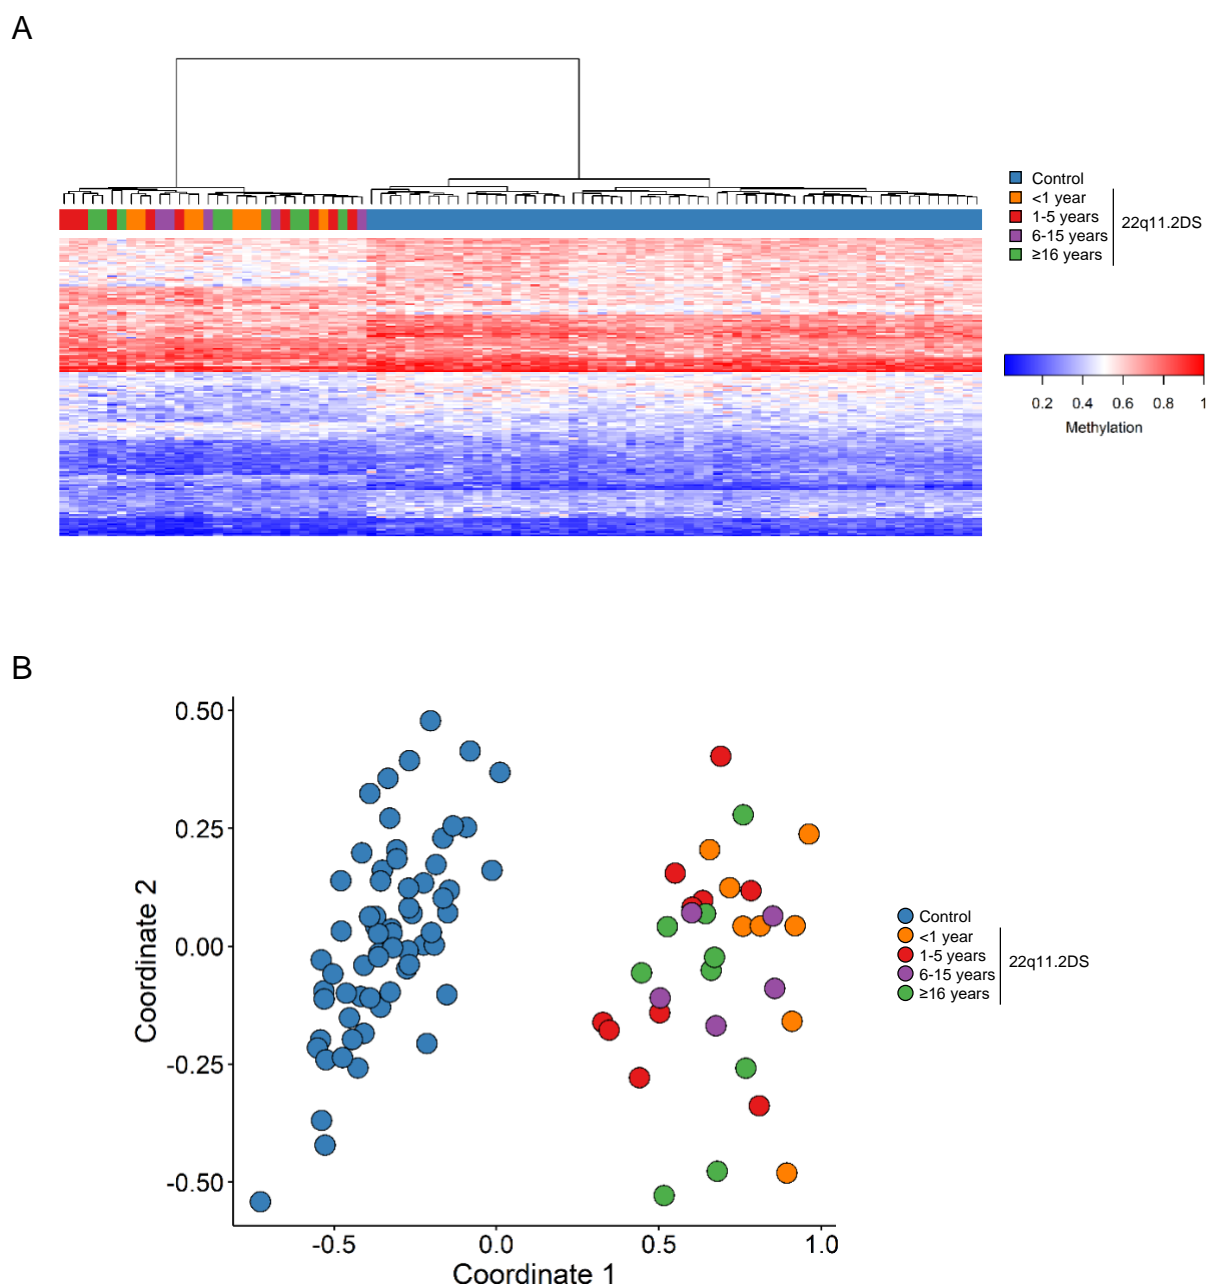 A
Control
<1 year
1-5 years
6-15 years
≥16 years
22q11.2DS
0.2 0.4 0.6 0.8 1
Methylation
B
0.50
0.25
0.00
-0.25
-0.50
Coordinate 2
-0.5 0.0 0.5 1.0
Coordinate 1
Control
<1 year
1-5 years
6-15 years
≥16 years
22q11.2DS